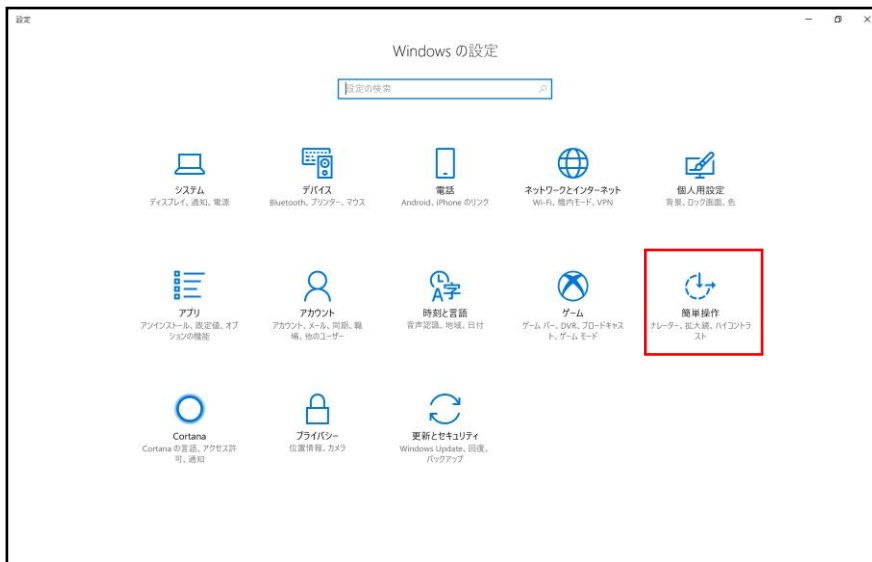 設定
Windows の設定
設定の検索
システム
ディスプレイ、通知、電源
デバイス
Bluetooth、プリンター、マウス
電話
Android、iPhone のリンク
ネットワークとインターネット
Wi-Fi、機内モード、VPN
個人用設定
背景、ロック画面、色
アプリ
アンインストール、既定値、オプ
ションの機能
アカウント
アカウント、メール、同期、職
場、他のユーザー
時刻と言語
音声認識、地域、日付
ゲーム
ゲーム バー、DVR、ブロードキャス
ト、ゲーム モード
簡単操作
ナレーター、拡大鏡、ハイコントラ
スト
Cortana
Cortana の言語、アクセス許
可、通知
プライバシー
位置情報、カメラ
更新とセキュリティ
Windows Update、回復、
バックアップ